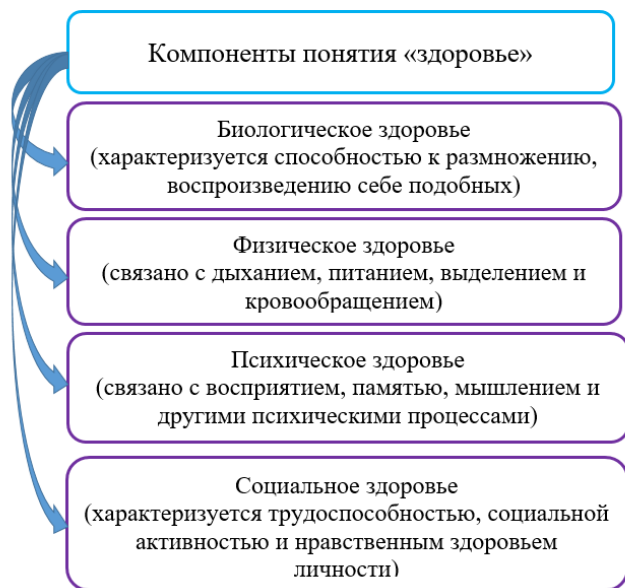 Компоненты понятия «здоровье»
Биологическое здоровье
(характеризуется способностью к размножению,
воспроизведению себе подобных)
Физическое здоровье
(связано с дыханием, питанием, выделением и
кровообращением)
Психическое здоровье
(связано с восприятием, памятью, мышлением и
другими психическими процессами)
Социальное здоровье
(характеризуется трудоспособностью, социальной
активностью и нравственным здоровьем
личности)